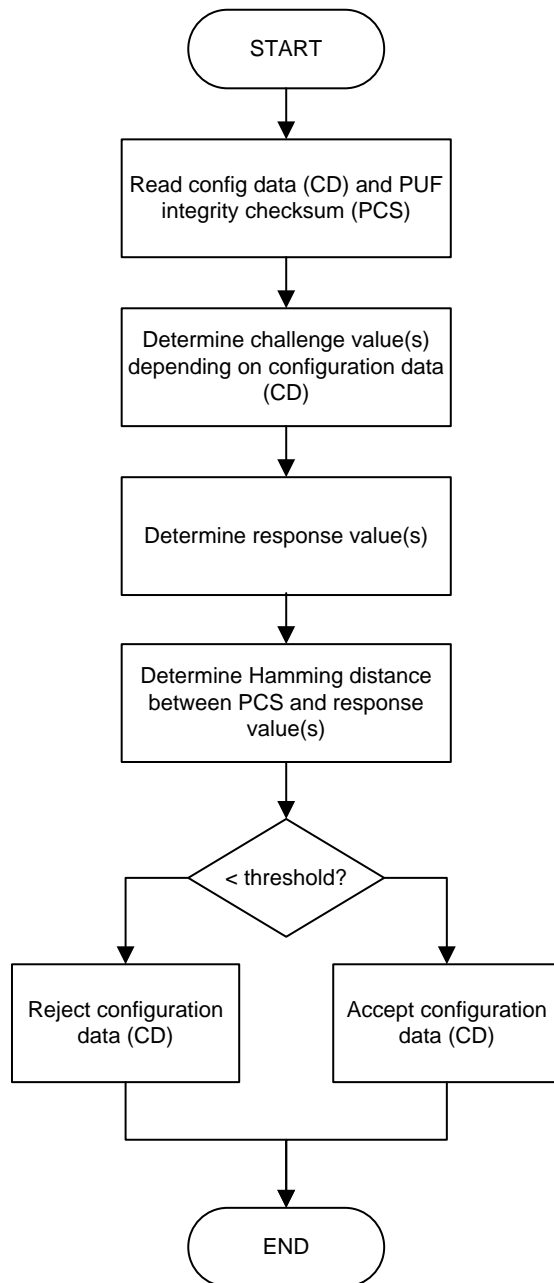 START
Read config data (CD) and PUF
integrity checksum (PCS)
Determine challenge value(s)
depending on configuration data
(CD)
Determine response value(s)
Determine Hamming distance
between PCS and response
value(s)
< threshold?
Reject configuration
data (CD)
Accept configuration
data (CD)
END